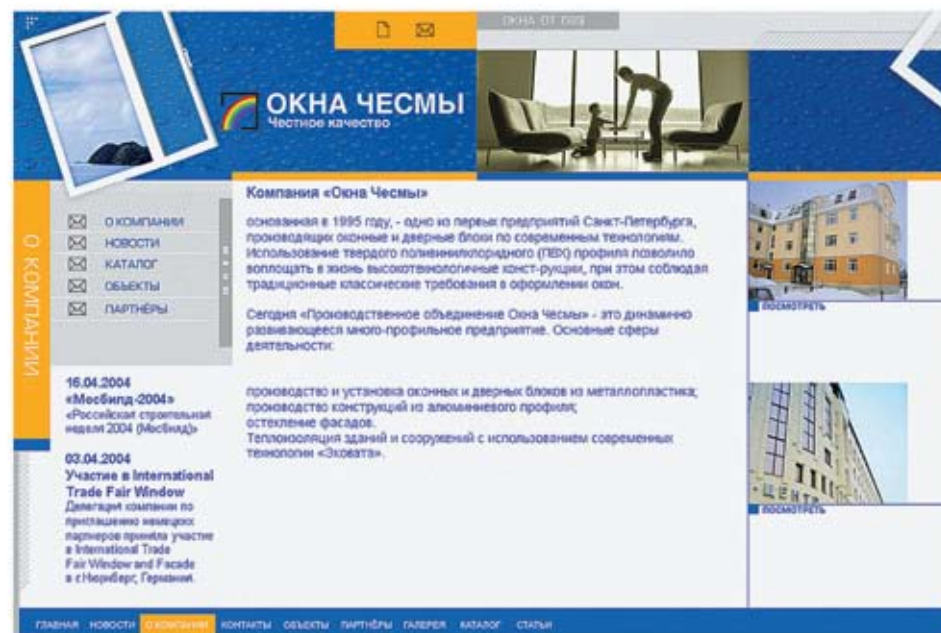 ОКНА ОТ
ОКНА ЧЕСМЫ
Честное качество
О КОМПАНИИ
О КОМПАНИИ
НОВОСТИ
КАТАЛОГ
ОБЪЕКТЫ
ПАРТНЁРЫ
меню
16.04.2004
«Мосбилд-2004»
«Российская строительная
неделя 2004 (Мосбилд)»
03.04.2004
Участие в International
Trade Fair Window
Делегация компании по
приглашению немецких
партнеров приняла участие
в International Trade
Fair Window and Facade
в г.Нюрнберг, Германия.
Компания «Окна Чесмы»
основанная в 1995 году, - одно из первых предприятий Санкт-Петербурга,
производящих оконные и дверные блоки по современным технологиям.
Использование твердого поливинилхлоридного (ПВХ) профиля позволило
воплощать в жизнь высокотехнологичные конст-рукции, при этом соблюдая
традиционные классические требования в оформлении окон.
Сегодня «Производственное объединение Окна Чесмы» - это динамично
развивающееся много-профильное предприятие. Основные сферы
деятельности:
производство и установка оконных и дверных блоков из металлопластика;
производство конструкций из алюминиевого профиля;
остекление фасадов.
Теплоизоляция зданий и сооружений с использованием современных
технологии «Эковата».
ПОСМОТРЕТЬ
ЦЕНТР
ПОСМОТРЕТЬ
ГЛАВНАЯ НОВОСТИ О КОМПАНИИ КОНТАКТЫ ОБЪЕКТЫ ПАРТНЁРЫ ГАЛЕРЕЯ КАТАЛОГ СТАТЬИ